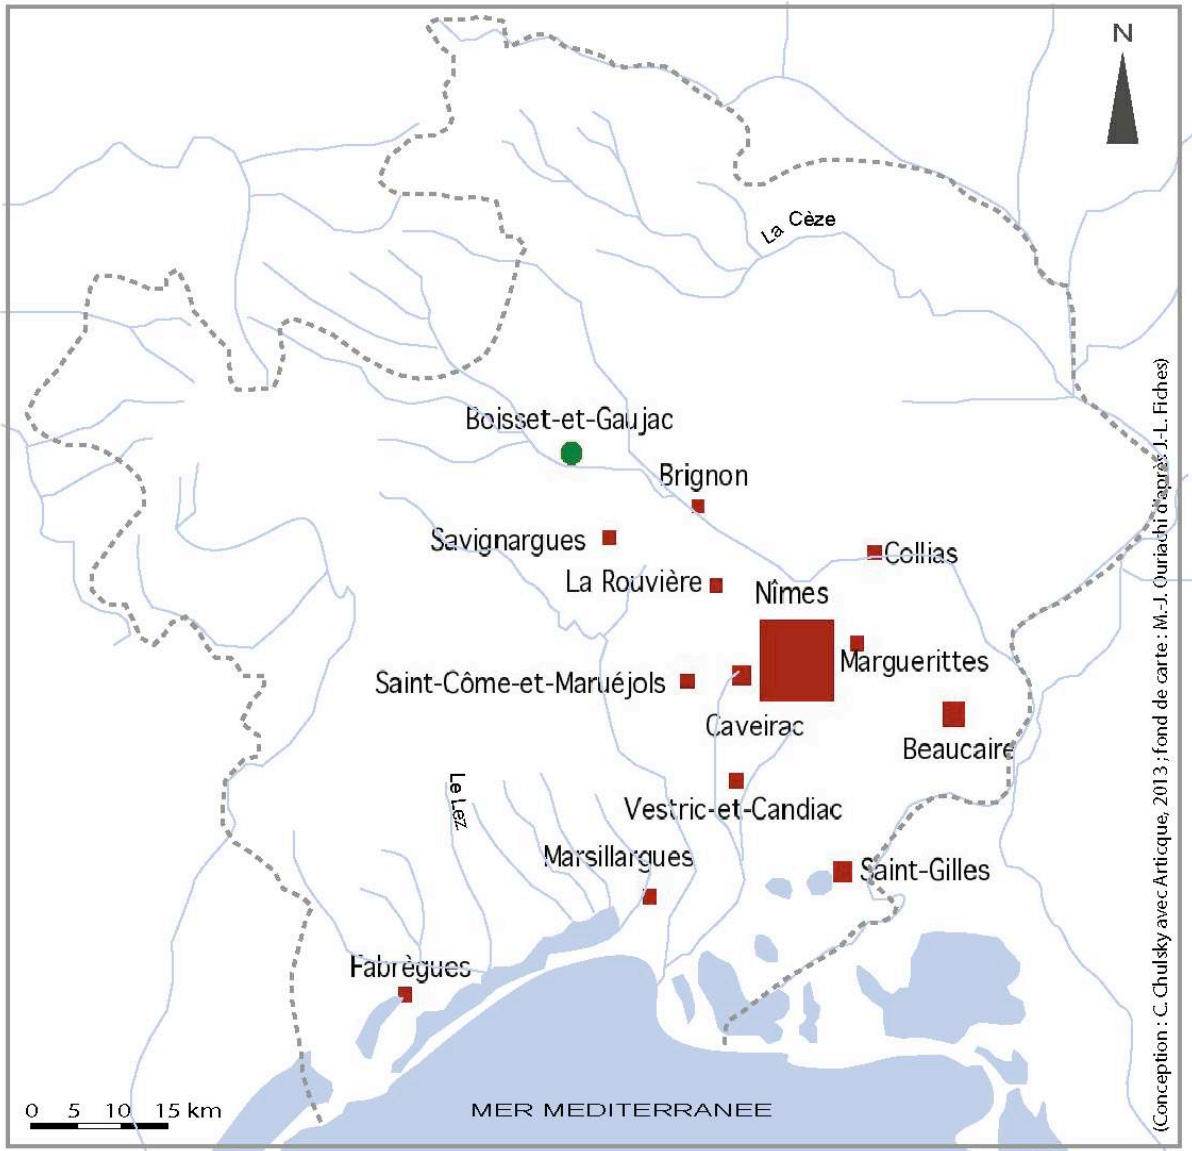 N
La Cèze
Boisset-et-Gaujac
Brignon
Savignargues
Collias
La Rouvière
Nîmes
Marguerittes
Saint-Côme-et-Maruéjols
Caveirac
Beaucaire
Le Lez
Vestric-et-Candiac
Marsillargues
Saint-Gilles
Fabrègues
0 5 10 15 km
MER MEDITERRANEE
(Conception : C. Chulsky avec Articque, 2013 ; fond de carte : M.-J. Ouriachi d'après J.-L. Fiches)